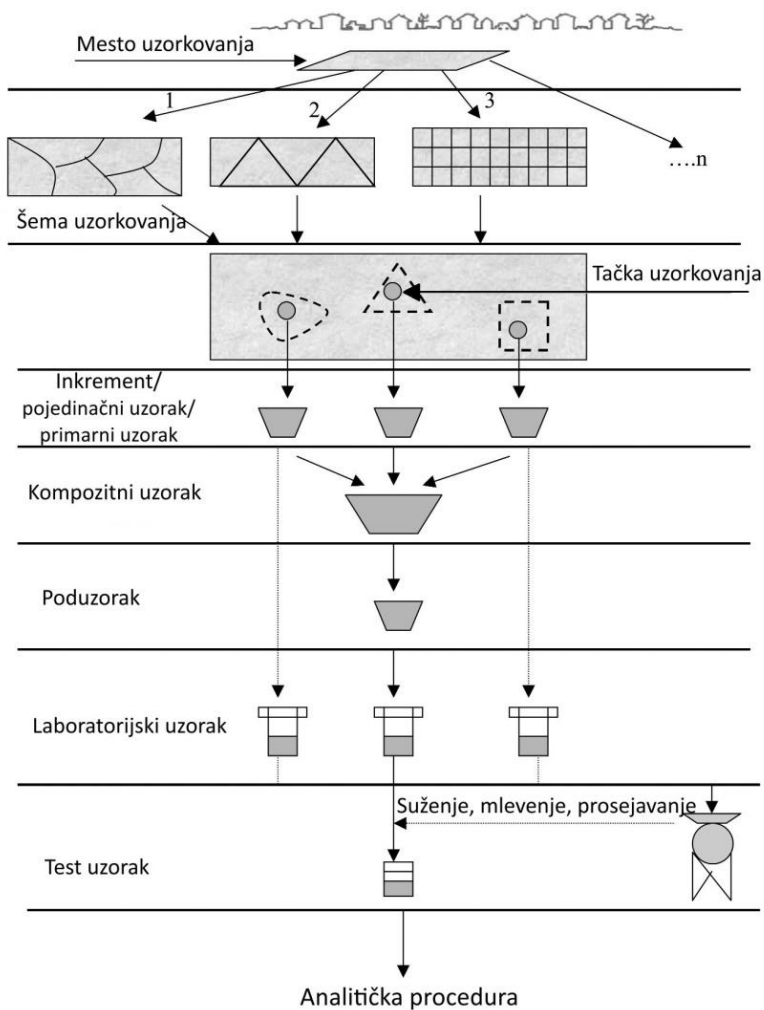 Mesto uzorkovanja
1
2
3
....n
Šema uzorkovanja
Tačka uzorkovanja
Inkrement/
pojedinačni uzorak/
primarni uzorak
Kompozitni uzorak
Poduzorak
Laboratorijski uzorak
Suženje, mlevenje, prosejavanje
Test uzorak
Analitička procedura